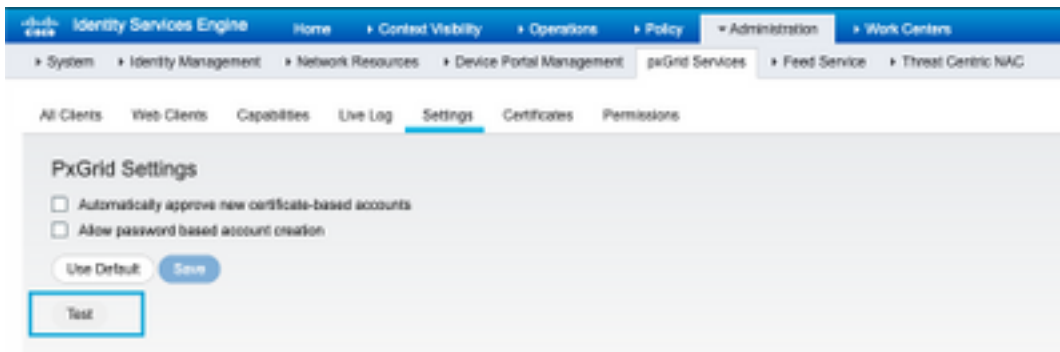 cisco Identity Services Engine Home Context Visibility Operations Policy Administration Work Centers
System Identity Management Network Resources Device Portal Management pxGrid Services Feed Service Threat Centric NAC
All Clients Web Clients Capabilities Live Log Settings Certificates Permissions
PxGrid Settings
Automatically approve new certificate-based accounts
Allow password based account creation
Use Default Save
Test